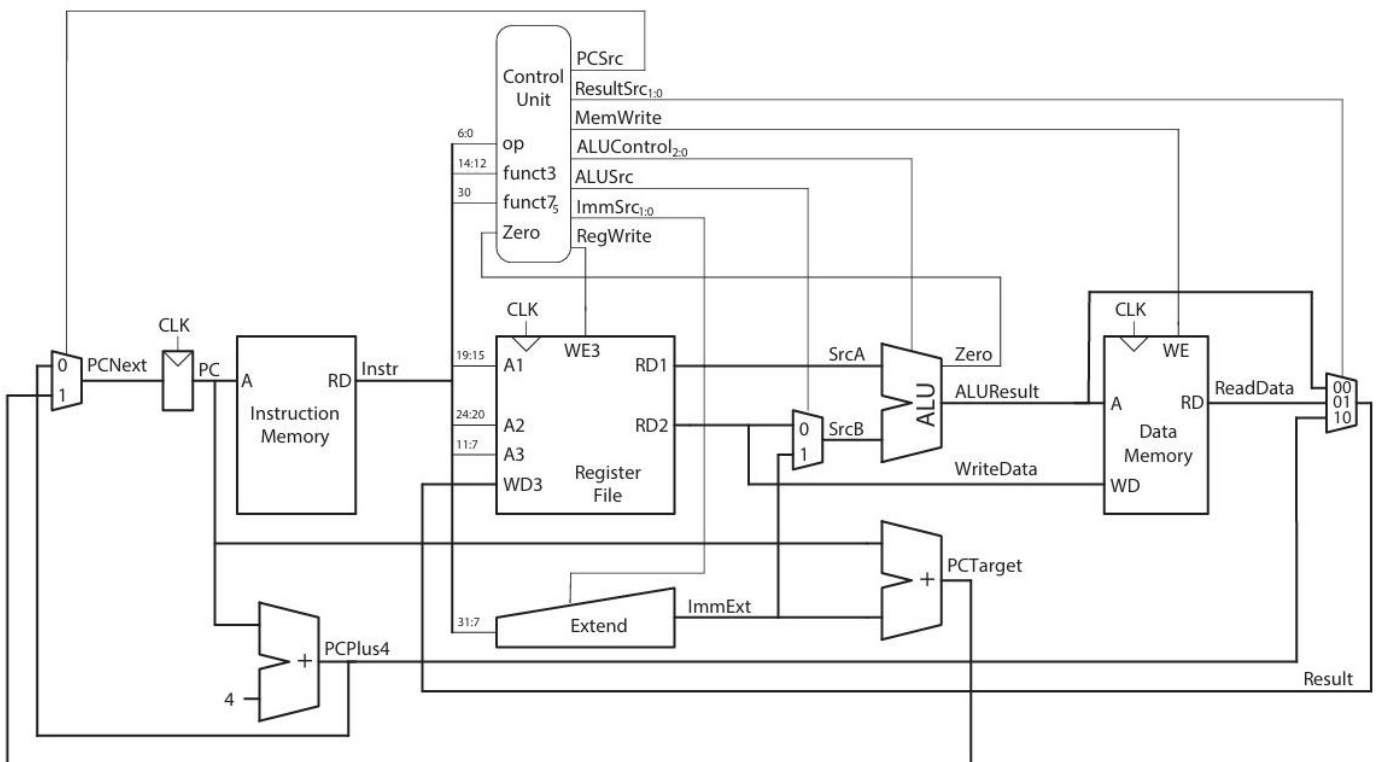 PCSrc
Control
Unit
ResultSrc1:0
MemWrite
6:0
op
ALUControl2:0
14:12
funct3
ALUSrc
30
funct75
ImmSrc1:0
Zero
RegWrite
CLK
CLK
CLK
0
1
PCNext
PC
A
RD
Instruction
Memory
Instr
19:15
A1
WE3
RD1
24:20
A2
RD2
11:7
A3
WD3
Register
File
SrcA
0
1
SrcB
ALU
Zero
ALUResult
WriteData
WE
A
RD
Data
Memory
WD
ReadData
00
01
10
+
PCTarget
31:7
Extend
ImmExt
+
PCPlus4
4
Result